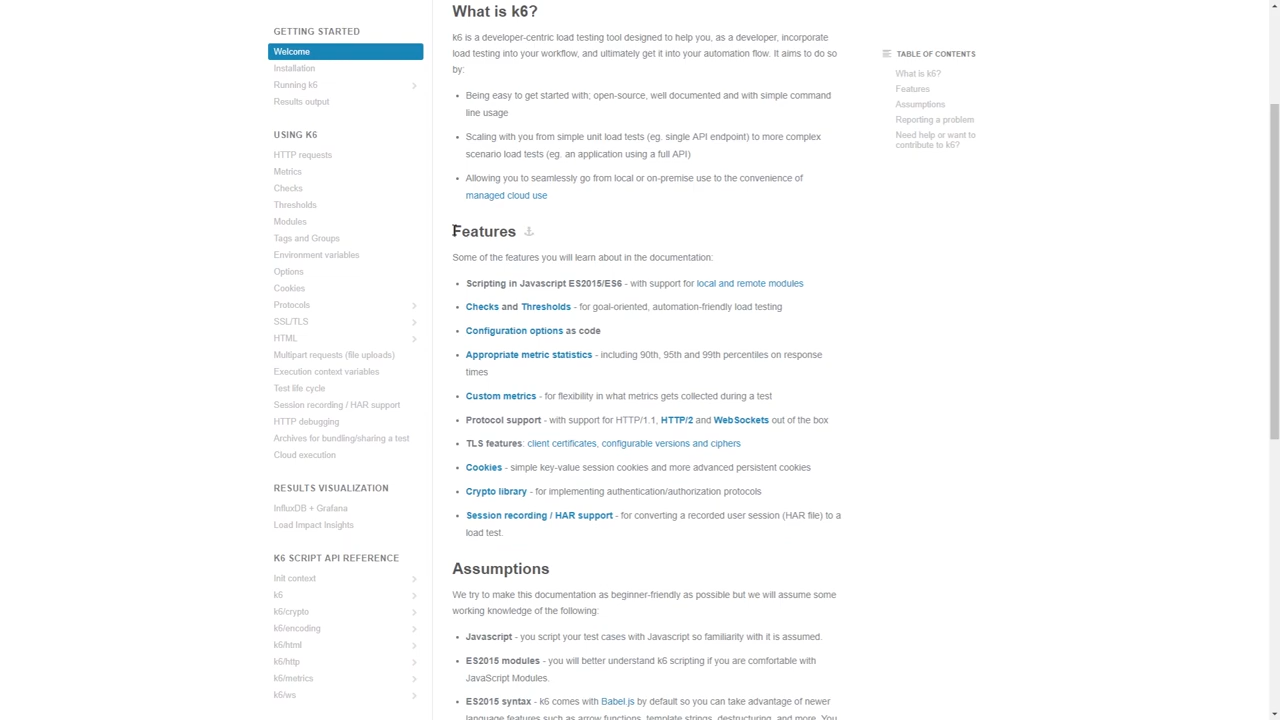 GETTING STARTED
Welcome
Installation
Running k6
Results output
USING K6
HTTP requests
Metrics
Checks
Thresholds
Modules
Tags and Groups
Environment variables
Options
Cookies
Protocols
SSL/TLS
HTML
Multipart requests (file uploads)
Execution context variables
Test life cycle
Session recording / HAR support
HTTP debugging
Archives for bundling/sharing a test
Cloud execution
RESULTS VISUALIZATION
InfluxDB + Grafana
Load Impact Insights
K6 SCRIPT API REFERENCE
Init context
k6
k6/crypto
k6/encoding
k6/html
k6/http
k6/metrics
k6/ws
What is k6?
k6 is a developer-centric load testing tool designed to help you, as a developer, incorporate
load testing into your workflow, and ultimately get it into your automation flow. It aims to do so
by:
• Being easy to get started with; open-source, well documented and with simple command
line usage
• Scaling with you from simple unit load tests (eg. single API endpoint) to more complex
scenario load tests (eg. an application using a full API)
• Allowing you to seamlessly go from local or on-premise use to the convenience of
managed cloud use
Features
Some of the features you will learn about in the documentation:
• Scripting in Javascript ES2015/ES6 - with support for local and remote modules
• Checks and Thresholds - for goal-oriented, automation-friendly load testing
• Configuration options as code
• Appropriate metric statistics - including 90th, 95th and 99th percentiles on response
times
• Custom metrics - for flexibility in what metrics gets collected during a test
• Protocol support - with support for HTTP/1.1, HTTP/2 and WebSockets out of the box
• TLS features: client certificates, configurable versions and ciphers
• Cookies - simple key-value session cookies and more advanced persistent cookies
• Crypto library - for implementing authentication/authorization protocols
• Session recording / HAR support - for converting a recorded user session (HAR file) to a
load test.
Assumptions
We try to make this documentation as beginner-friendly as possible but we will assume some
working knowledge of the following:
• Javascript - you script your test cases with Javascript so familiarity with it is assumed.
• ES2015 modules - you will better understand k6 scripting if you are comfortable with
JavaScript Modules.
• ES2015 syntax - k6 comes with Babel.js by default so you can take advantage of newer
language features such as arrow functions, template strings, destructuring, and more. You
TABLE OF CONTENTS
What is k6?
Features
Assumptions
Reporting a problem
Need help or want to
contribute to k6?